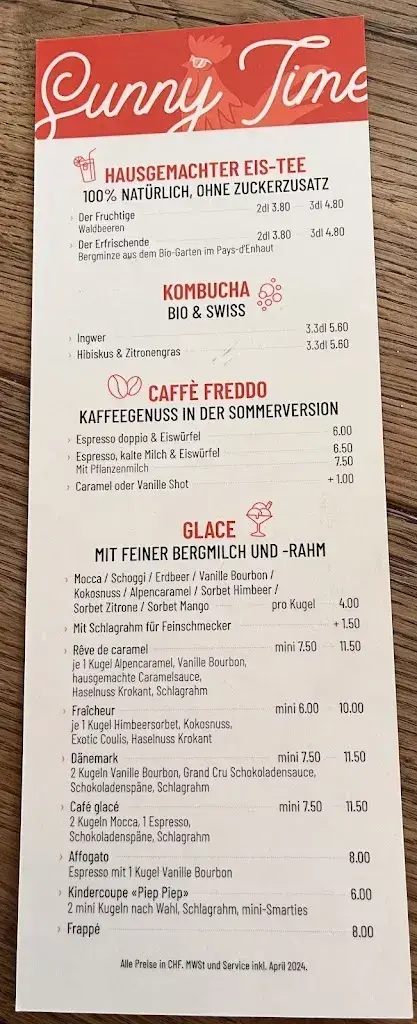 Sunny Time
HAUSGEMACHTER EIS-TEE
100% NATÜRLICH, OHNE ZUCKERZUSATZ
› Der Fruchtige 2dl 3.80 3dl 4.80
Waldbeeren
› Der Erfrischende 2dl 3.80 3dl 4.80
Bergminze aus dem Bio-Garten im Pays-d'Enhaut
KOMBUCHA
BIO & SWISS
› Ingwer 3.3dl 5.60
› Hibiskus & Zitronengras 3.3dl 5.60
CAFFÈ FREDDO
KAFFEEGENUSS IN DER SOMMERVERSION
› Espresso doppio & Eiswürfel 6.00
› Espresso, kalte Milch & Eiswürfel 6.50
Mit Pflanzenmilch 7.50
› Caramel oder Vanille Shot + 1.00
GLACE
MIT FEINER BERGMILCH UND -RAHM
› Mocca / Schoggi / Erdbeer / Vanille Bourbon /
Kokosnuss / Alpencaramel / Sorbet Himbeer /
Sorbet Zitrone / Sorbet Mango pro Kugel 4.00
› Mit Schlagrahm für Feinschmecker + 1.50
› Rêve de caramel mini 7.50 11.50
je 1 Kugel Alpencaramel, Vanille Bourbon,
hausgemachte Caramelsauce,
Haselnuss Krokant, Schlagrahm
› Fraîcheur mini 6.00 10.00
je 1 Kugel Himbeersorbet, Kokosnuss,
Exotic Coulis, Haselnuss Krokant
› Dänemark mini 7.50 11.50
2 Kugeln Vanille Bourbon, Grand Cru Schokoladensauce,
Schokoladenspäne, Schlagrahm
› Café glacé mini 7.50 11.50
2 Kugeln Mocca, 1 Espresso,
Schokoladenspäne, Schlagrahm
› Affogato 8.00
Espresso mit 1 Kugel Vanille Bourbon
› Kindercoupe «Piep Piep» 6.00
2 mini Kugeln nach Wahl, Schlagrahm, mini-Smarties
› Frappé 8.00
Alle Preise in CHF. MWSt und Service inkl. April 2024.